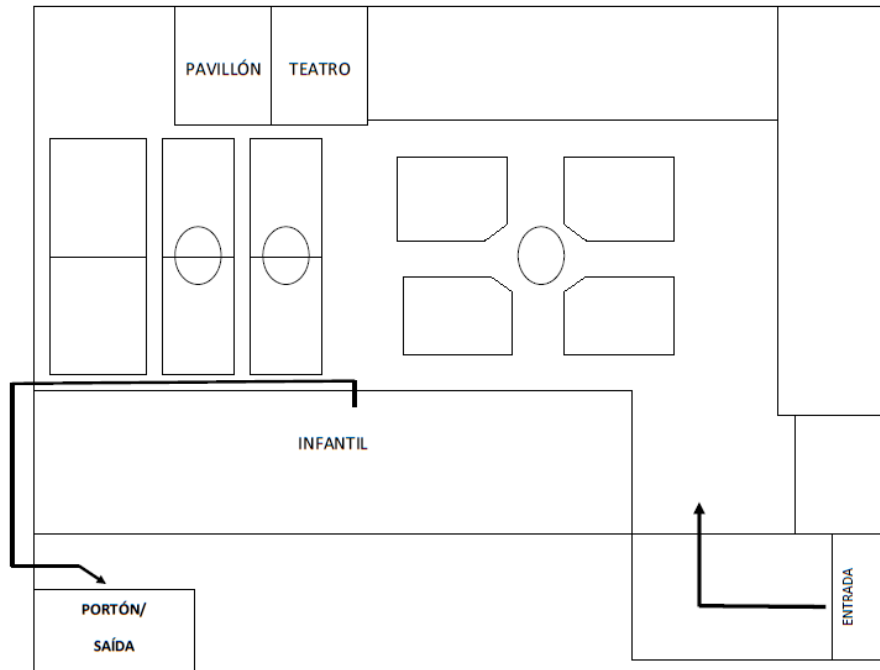 PAVILLÓN
TEATRO
INFANTIL
ENTRADA
PORTÓN/
SAÍDA